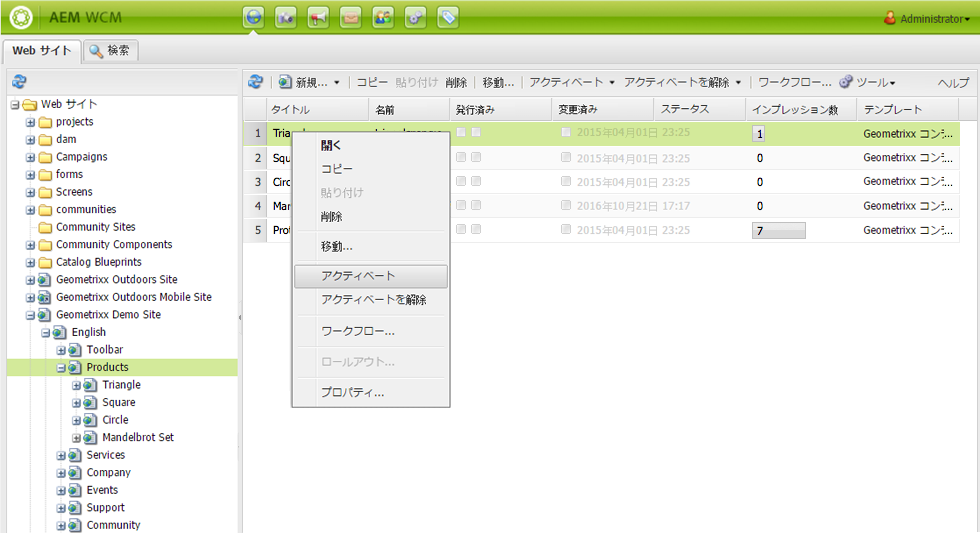 AEM WCM
Administrator
Web サイト 検索
新規... コピー 貼り付け 削除 移動... アクティベート アクティベートを解除 ワークフロー... ツール ヘルプ
Web サイト
projects
dam
Campaigns
forms
Screens
communities
Community Sites
Community Components
Catalog Blueprints
Geometrixx Outdoors Site
Geometrixx Outdoors Mobile Site
Geometrixx Demo Site
English
Toolbar
Products
Triangle
Square
Circle
Mandelbrot Set
Services
Company
Events
Support
Community
タイトル 名前 発行済み 変更済み ステータス インプレッション数 テンプレート
1 2015年04月01日 23:25 1 Geometrixx コン...
2 Squ 2015年04月01日 23:25 0 Geometrixx コン...
3 Circ 2015年04月01日 23:25 0 Geometrixx コン...
4 Mar 2016年10月21日 17:17 0 Geometrixx コン...
5 Prot 2015年04月01日 23:25 7 Geometrixx コン...
開く
コピー
貼り付け
削除
移動...
アクティベート
アクティベートを解除
ワークフロー...
ロールアウト...
プロパティ...